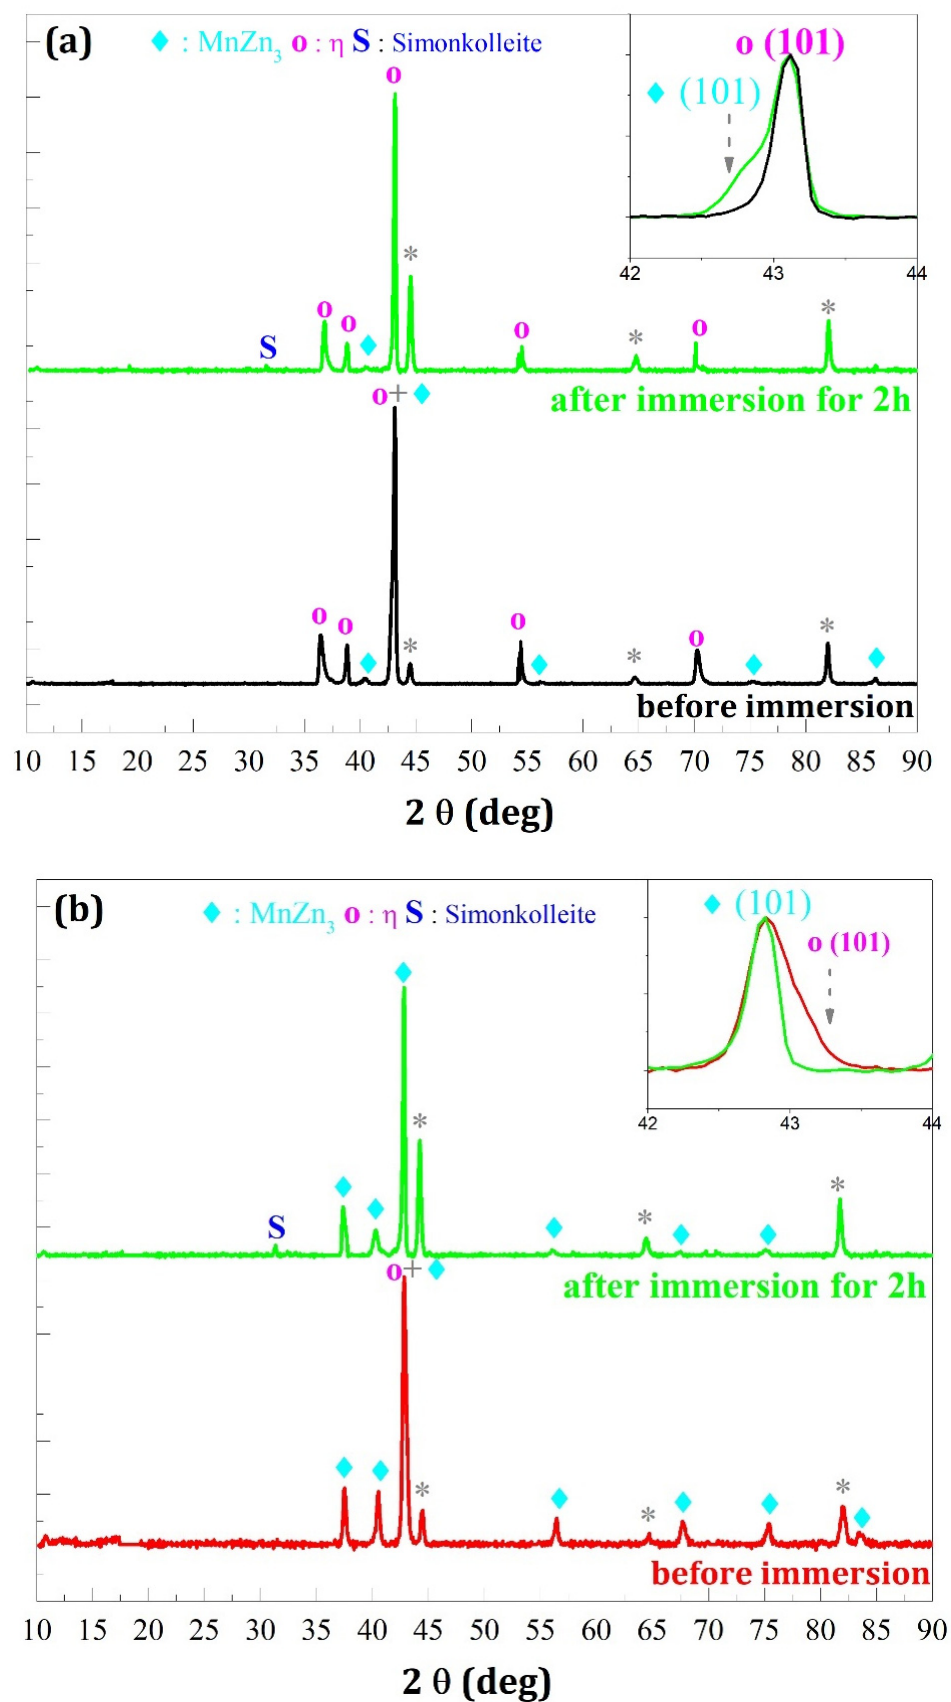 (a)
♦ : MnZn3 o : η S : Simonkolleite
o (101)
♦ (101)
42 43 44
o
*
o
o
S
♦
o
*
o
*
after immersion for 2h
o+♦
o
o
♦
*
o
♦
*
o
♦
*
♦
before immersion
10 15 20 25 30 35 40 45 50 55 60 65 70 75 80 85 90
2 θ (deg)
(b)
♦ : MnZn3 o : η S : Simonkolleite
♦ (101)
o (101)
42 43 44
♦
*
♦
♦
S
♦
*
♦
♦
*
after immersion for 2h
o+♦
♦
♦
*
♦
*
♦
♦
*
♦
before immersion
10 15 20 25 30 35 40 45 50 55 60 65 70 75 80 85 90
2 θ (deg)